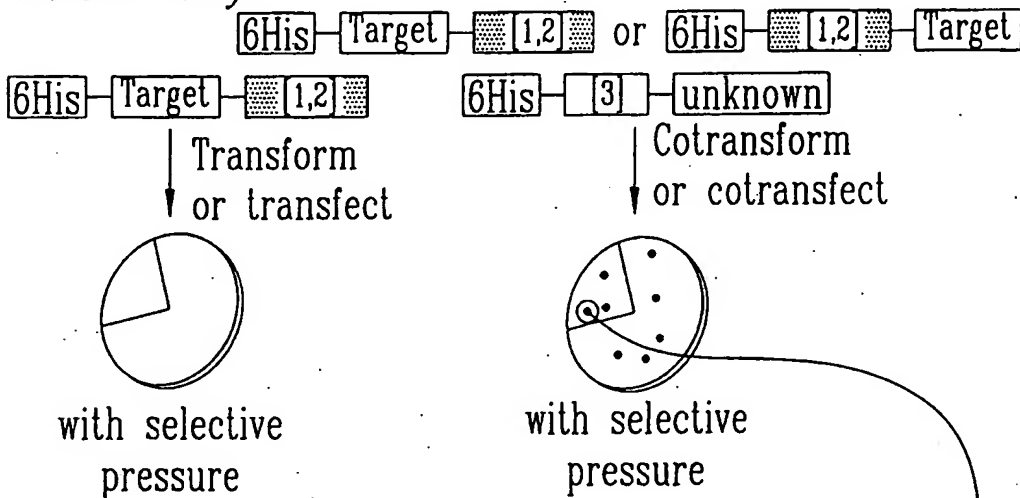 6His Target [1,2] or 6His [1,2] Target
6His Target [1,2]
6His [3] unknown
Transform
or transfect
Cotransform
or cotransfect
with selective
pressure
with selective
pressure